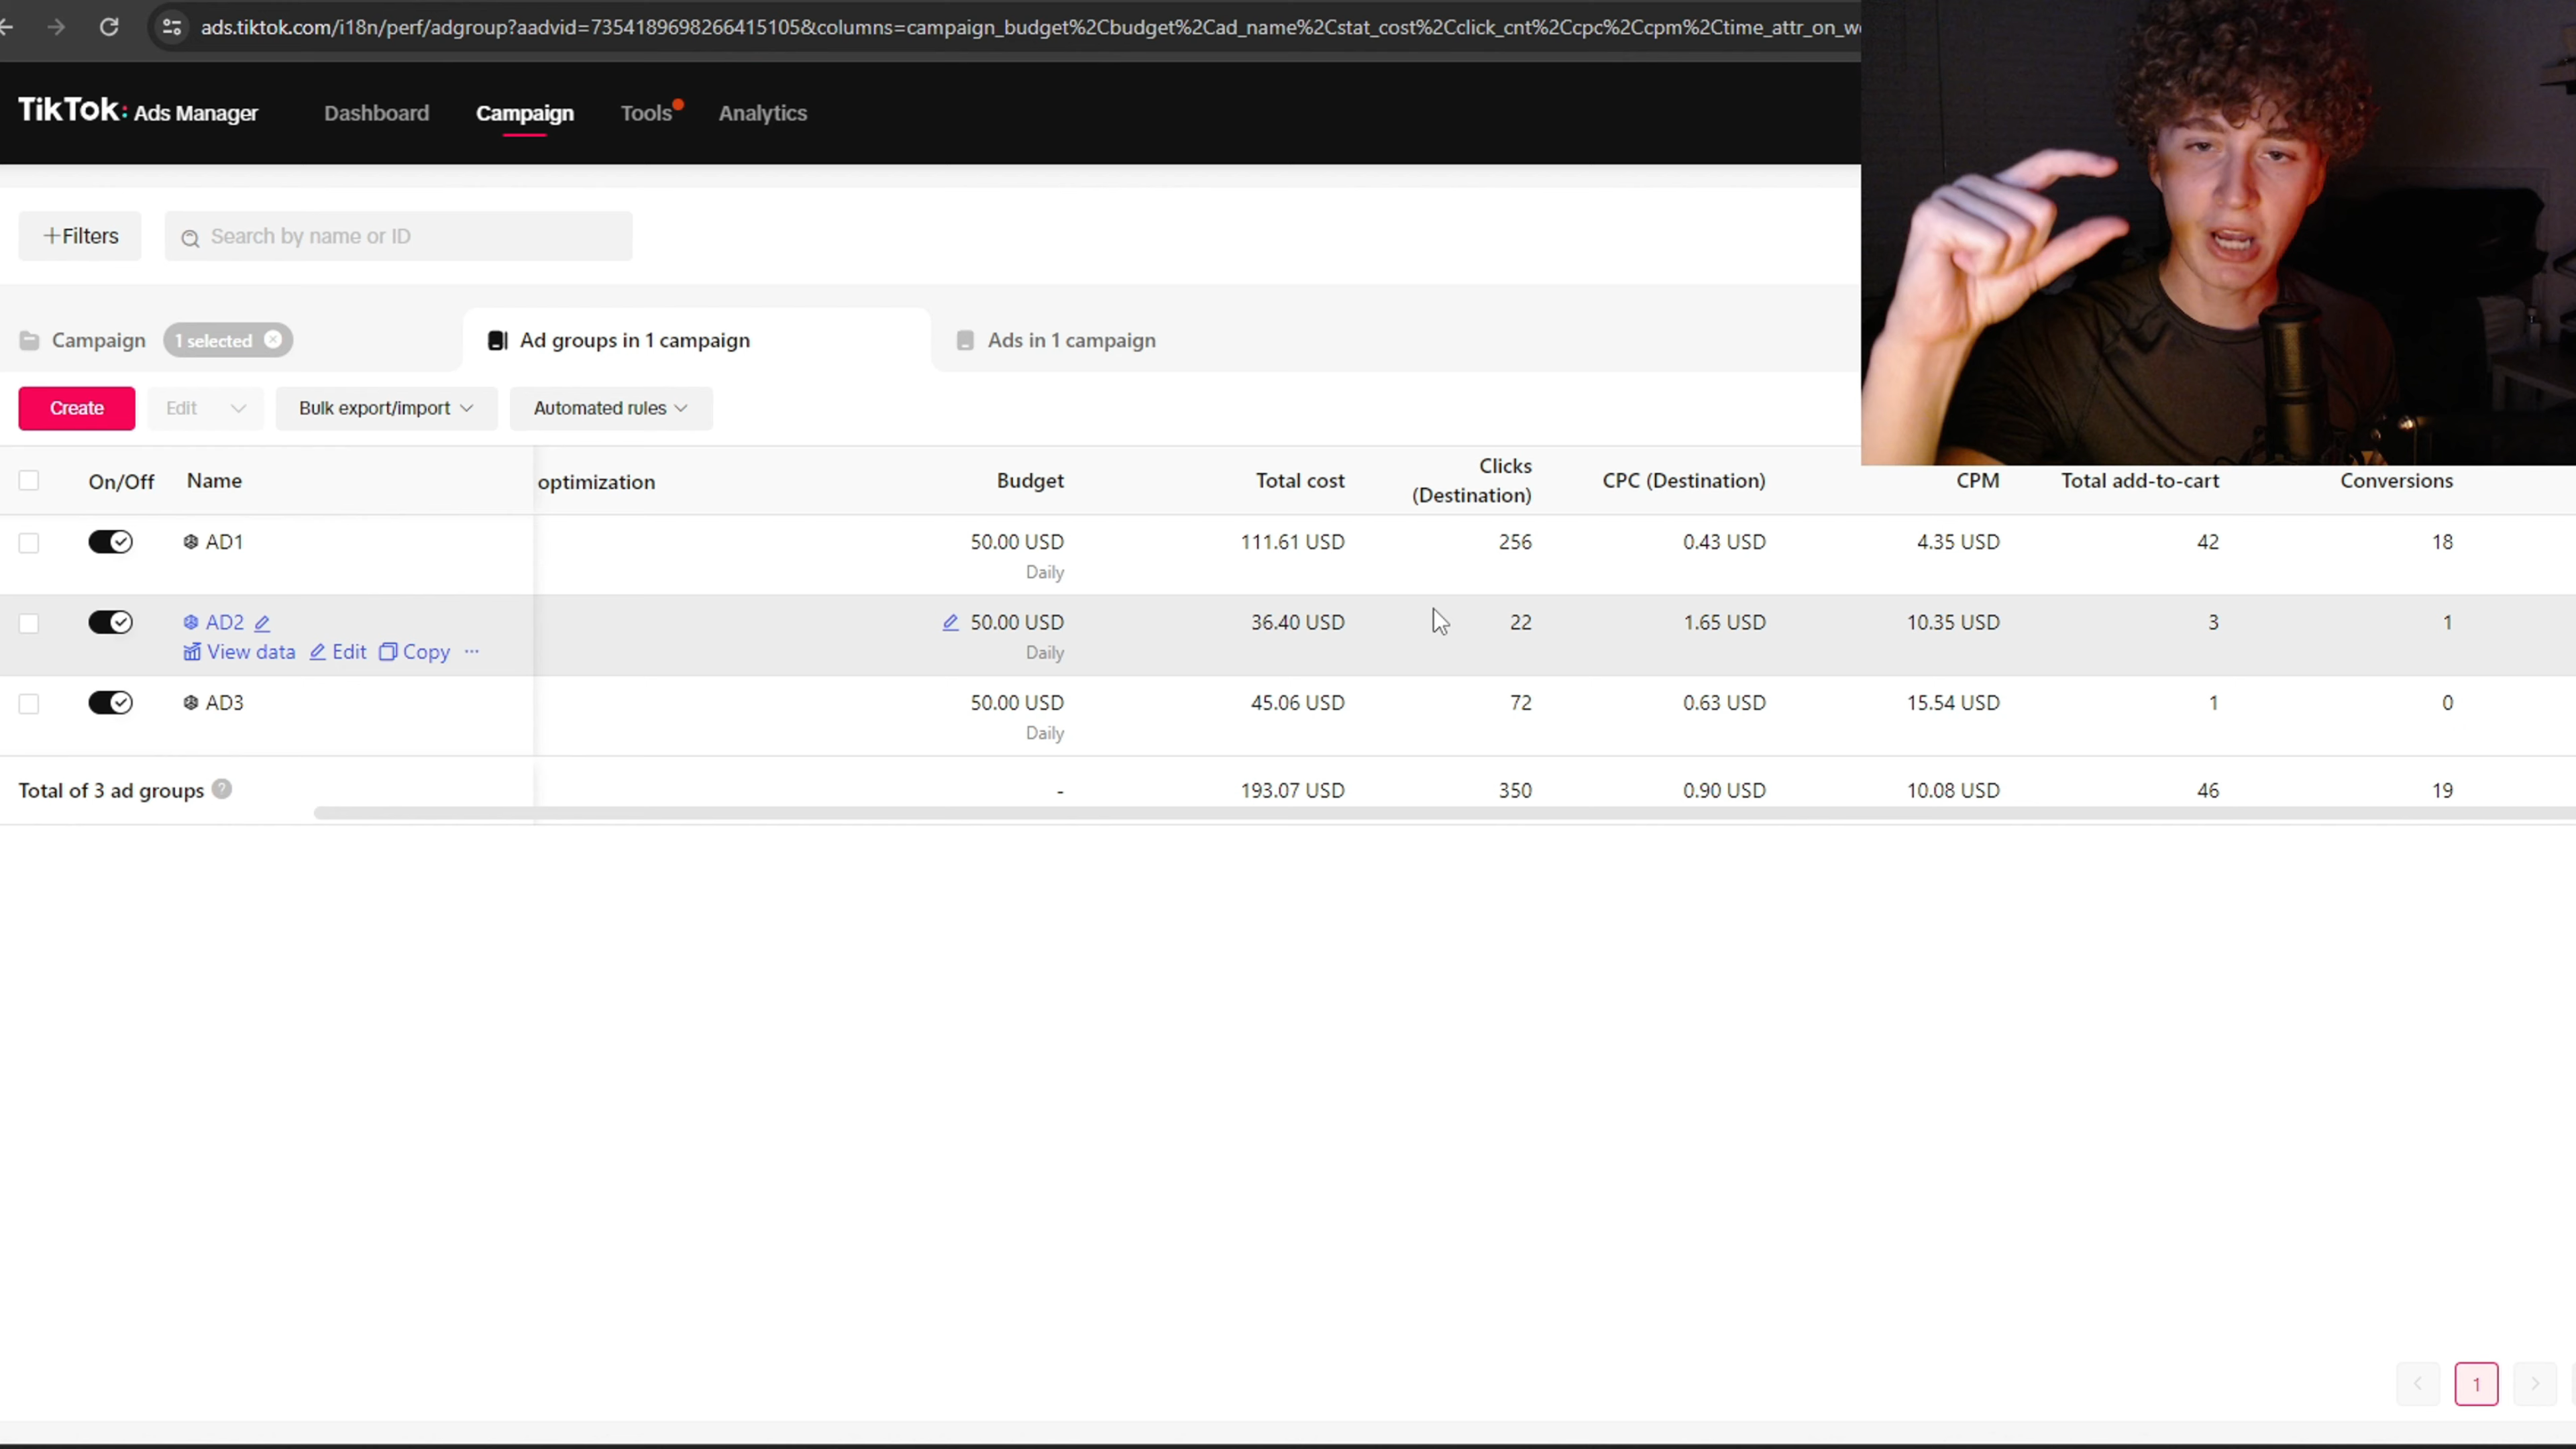 ads.tiktok.com/i18n/perf/adgroup?aadvid=7354189698266415105&columns=campaign_budget%2Cbudget%2Cad_name%2Cstat_cost%2Cclick_cnt%2Ccpc%2Ccpm%2Ctime_attr_on_w
TikTok: Ads Manager Dashboard Campaign Tools Analytics
+Filters Search by name or ID
Campaign 1 selected Ad groups in 1 campaign Ads in 1 campaign
Create Edit Bulk export/import Automated rules
On/Off Name optimization Budget Total cost Clicks (Destination) CPC (Destination) CPM Total add-to-cart Conversions
AD1 50.00 USD 111.61 USD 256 0.43 USD 4.35 USD 42 18
Daily
AD2 50.00 USD 36.40 USD 22 1.65 USD 10.35 USD 3 1
View data Edit Copy ... Daily
AD3 50.00 USD 45.06 USD 72 0.63 USD 15.54 USD 1 0
Daily
Total of 3 ad groups ? - 193.07 USD 350 0.90 USD 10.08 USD 46 19
1